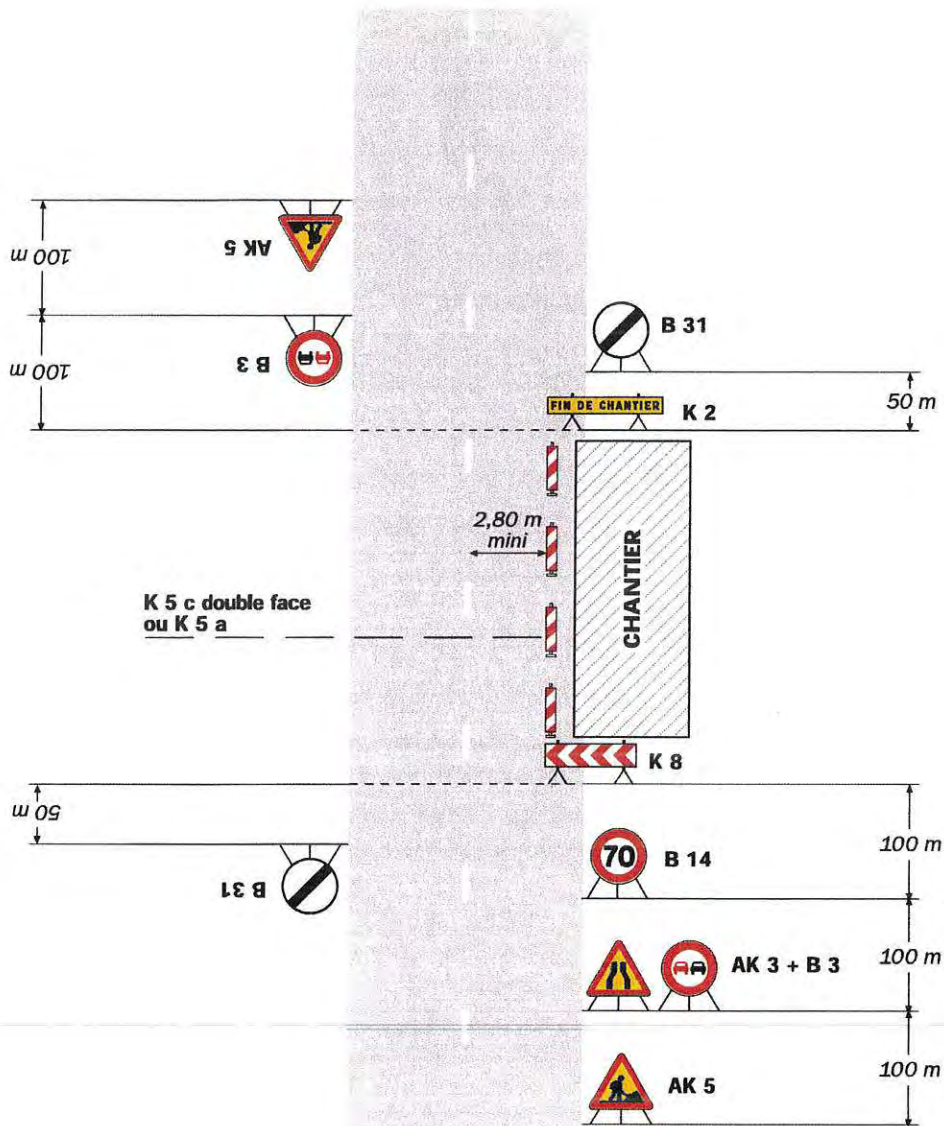 100 m
AK 5
100 m
B 3
B 31
50 m
FIN DE CHANTIER
K 2
2,80 m
mini
CHANTIER
K 5 c double face
ou K 5 a
K 8
50 m
B 31
70
B 14
100 m
AK 3 + B 3
100 m
AK 5
100 m